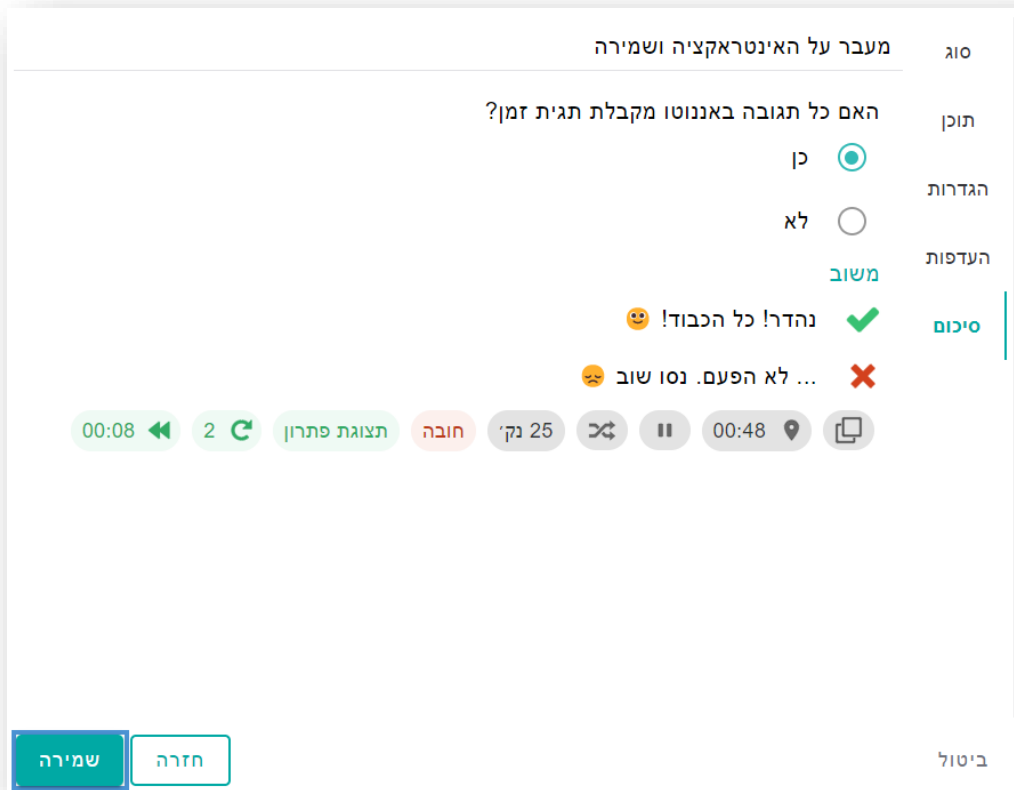 מעבר על האינטראקציה ושמירה
סוג
תוכן
הגדרות
העדפות
סיכום
האם כל תגובה באננוטו מקבלת תגית זמן?
כן
לא
משוב
נהדר! כל הכבוד! 🙂
... לא הפעם. נסו שוב 😞
00:48 25 נק׳ חובה תצוגת פתרון 2 00:08
ביטול
חזרה
שמירה